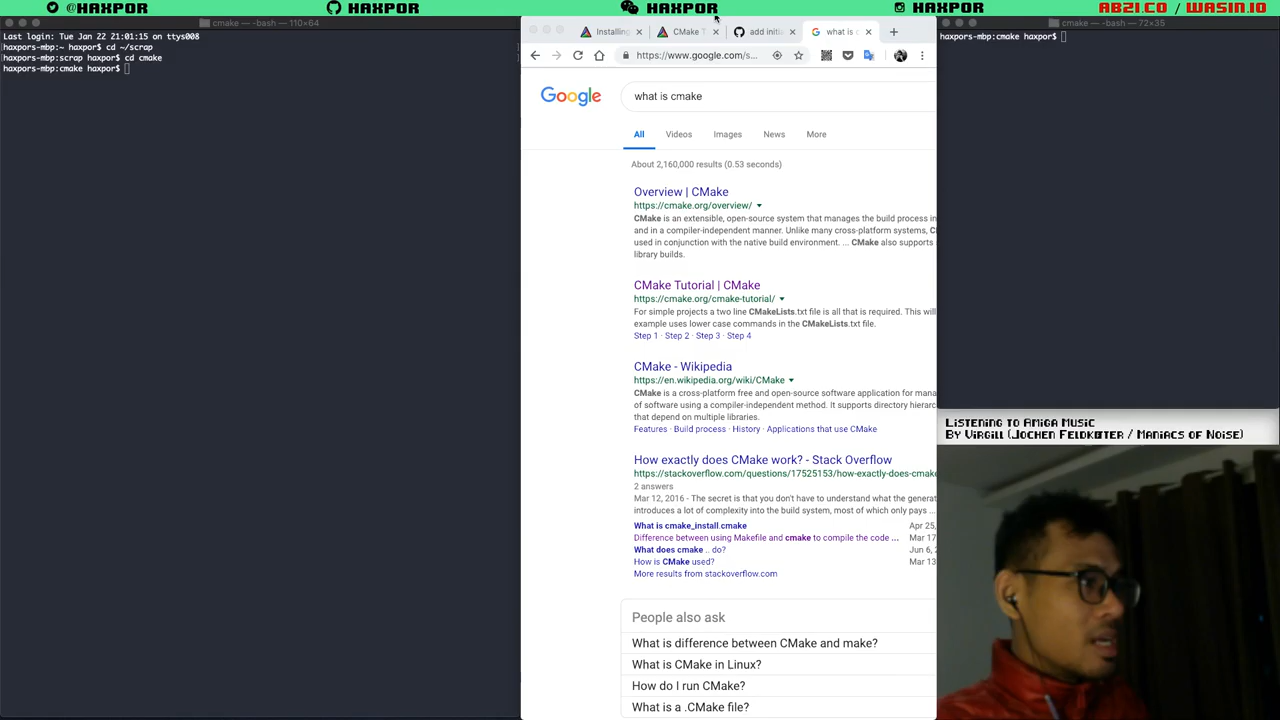 @HAXPOR
HAXPOR
HAXPOR
HAXPOR
AB2I.CO / WASIN.IO
cmake — -bash — 110×64
Last login: Tue Jan 22 21:01:15 on ttys008
[haxpors-mbp:~ haxpor$ cd ~/scrap
[haxpors-mbp:scrap haxpor$ cd cmake
haxpors-mbp:cmake haxpor$
Installing
CMake T
add initi
what is c
https://www.google.com/s...
Google
what is cmake
All
Videos
Images
News
More
About 2,160,000 results (0.53 seconds)
Overview | CMake
https://cmake.org/overview/
CMake is an extensible, open-source system that manages the build process in
and in a compiler-independent manner. Unlike many cross-platform systems, C
used in conjunction with the native build environment. ... CMake also supports
library builds.
CMake Tutorial | CMake
https://cmake.org/cmake-tutorial/
For simple projects a two line CMakeLists.txt file is all that is required. This will
example uses lower case commands in the CMakeLists.txt file.
Step 1 · Step 2 · Step 3 · Step 4
CMake - Wikipedia
https://en.wikipedia.org/wiki/CMake
CMake is a cross-platform free and open-source software application for mana
of software using a compiler-independent method. It supports directory hierarc
that depend on multiple libraries.
Features · Build process · History · Applications that use CMake
How exactly does CMake work? - Stack Overflow
https://stackoverflow.com/questions/17525153/how-exactly-does-cmake
2 answers
Mar 12, 2016 - The secret is that you don't have to understand what the generat
introduces a lot of complexity into the build system, most of which only pays ...
What is cmake_install.cmake
Apr 25,
Difference between using Makefile and cmake to compile the code ...
Mar 17
What does cmake .. do?
Jun 6, 2
How is CMake used?
Mar 13
More results from stackoverflow.com
People also ask
What is difference between CMake and make?
What is CMake in Linux?
How do I run CMake?
What is a .CMake file?
cmake — -bash — 72×35
haxpors-mbp:cmake haxpor$
Listening to Amiga Music
By Virgill (Jochen Feldkötter / Maniacs of Noise)